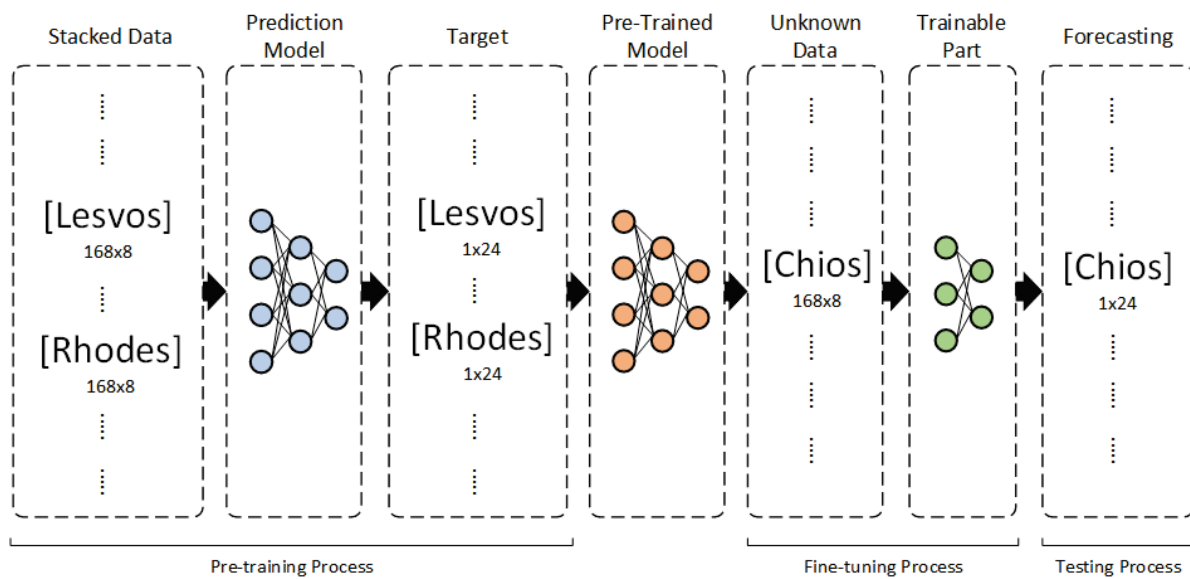 Stacked Data
Prediction
Model
Target
Pre-Trained
Model
Unknown
Data
Trainable
Part
Forecasting
[Lesvos]
168x8
[Rhodes]
168x8
[Lesvos]
1x24
[Rhodes]
1x24
[Chios]
168x8
[Chios]
1x24
Pre-training Process
Fine-tuning Process
Testing Process